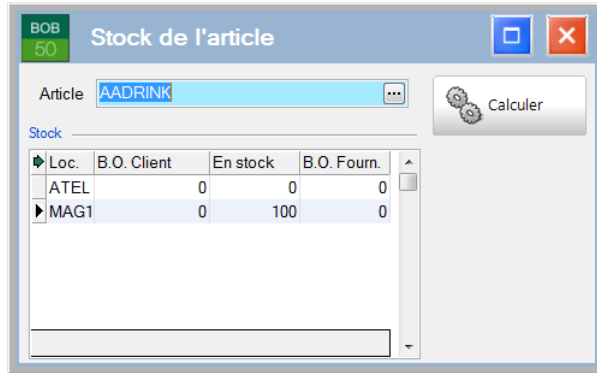 BOB
50
Stock de l'article
Article AADRINK ...
Calculer
Stock
Loc. B.O. Client En stock B.O. Fourn.
ATEL 0 0 0
MAG1 0 100 0